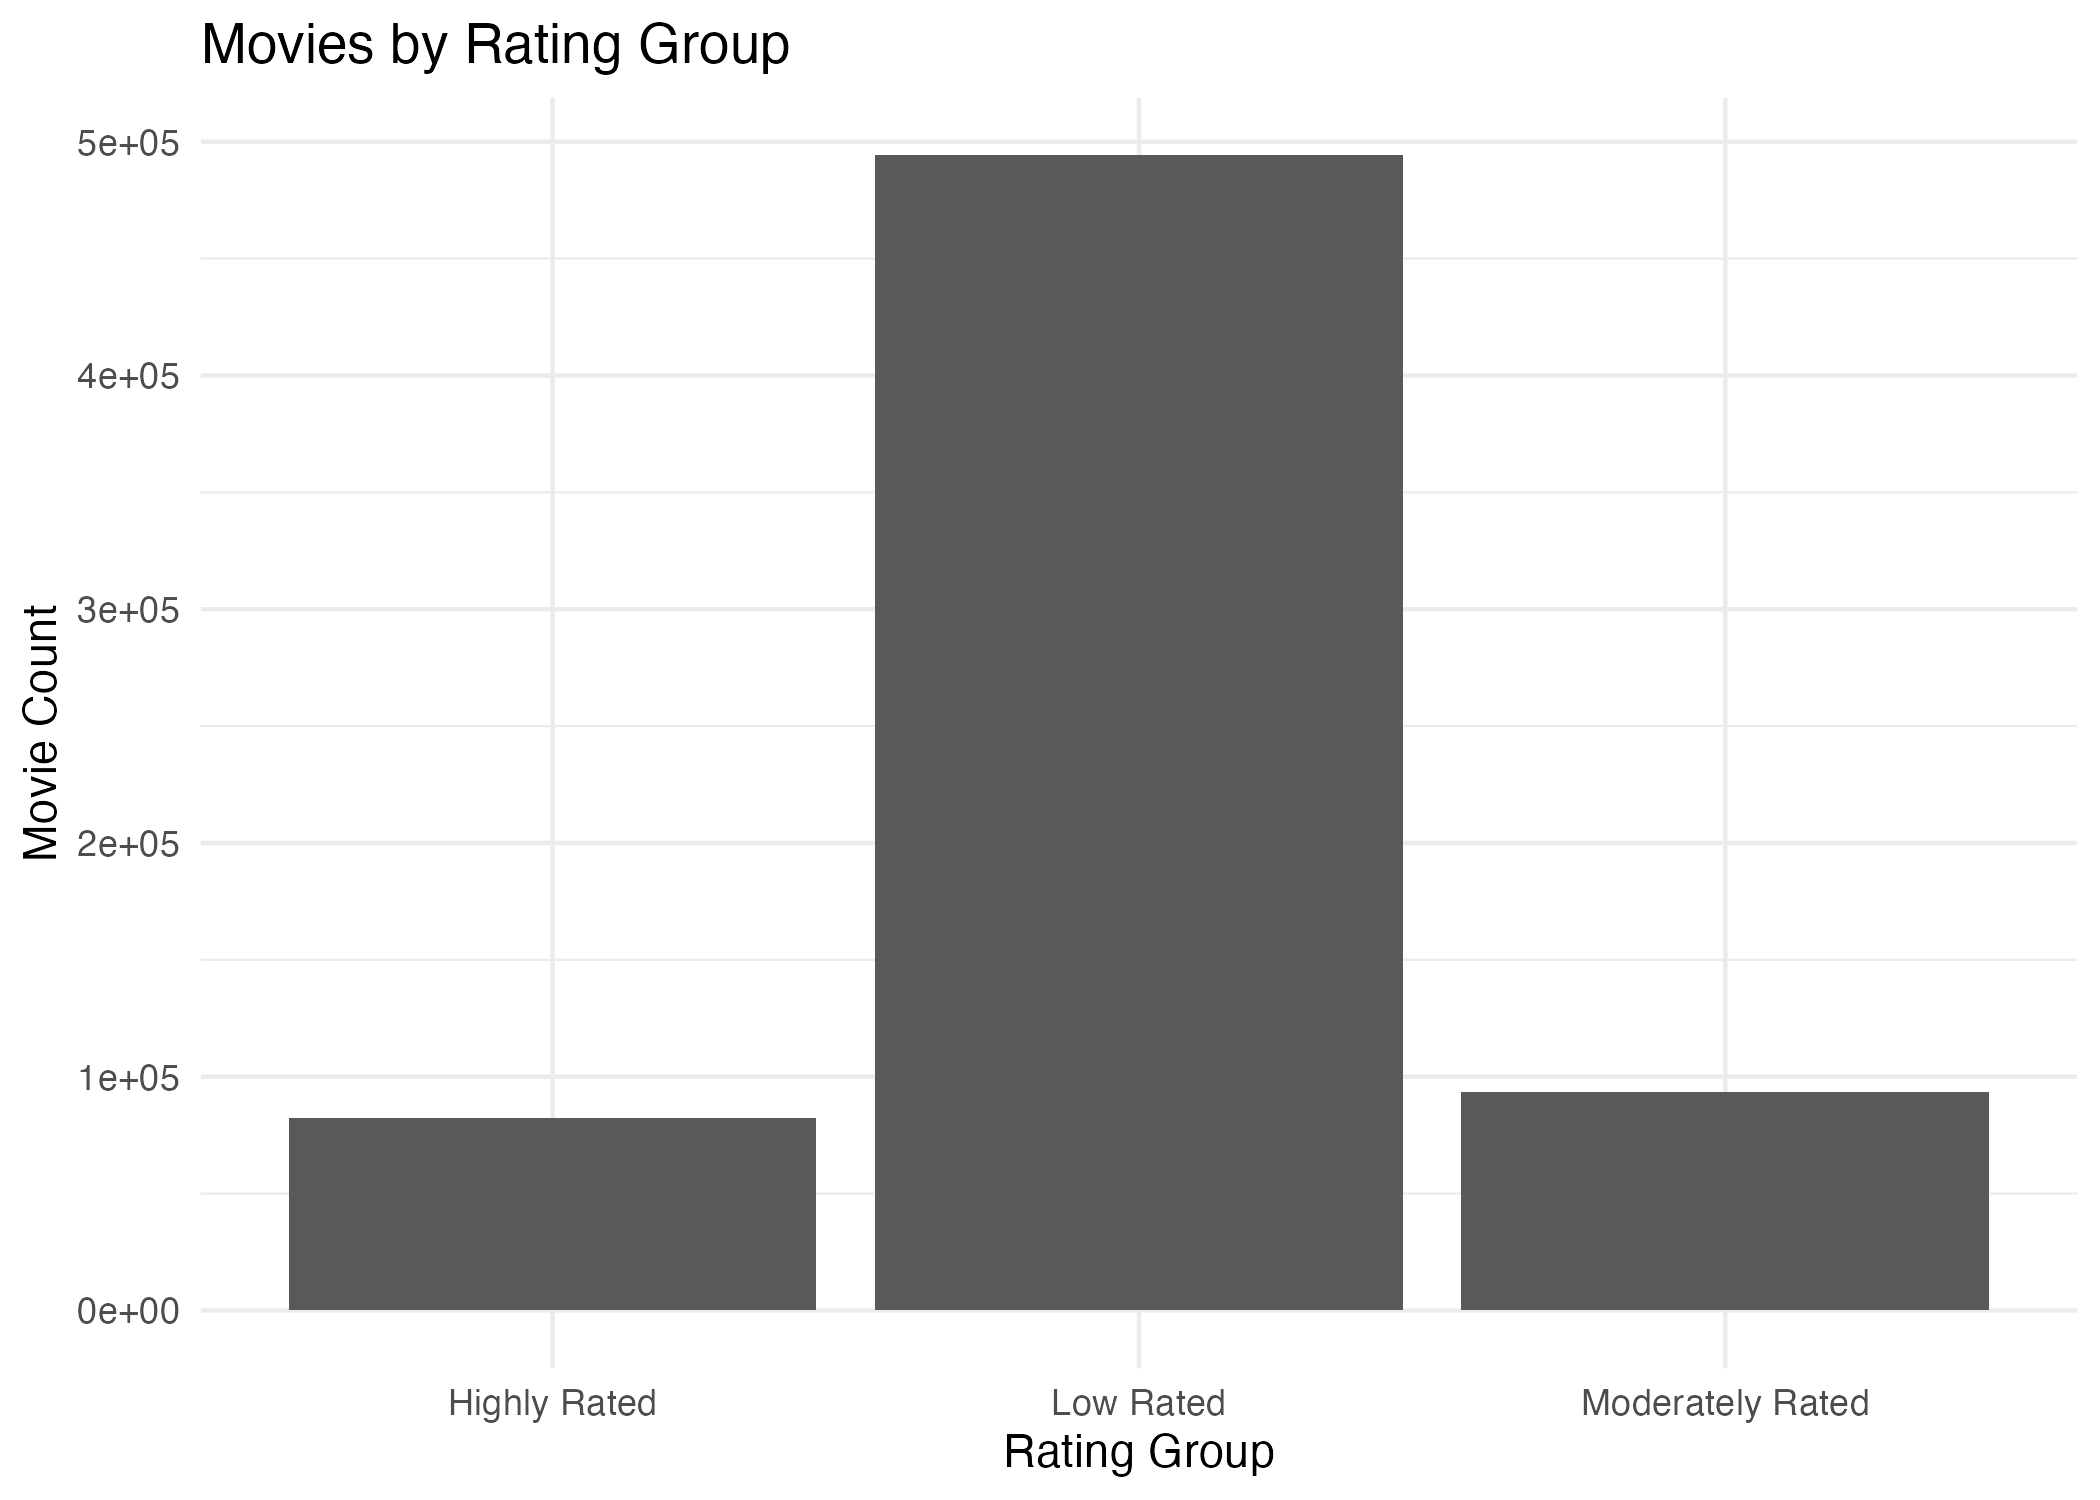 Movies by Rating Group
5e+05
4e+05
3e+05
2e+05
1e+05
0e+00
Movie Count
Highly Rated
Low Rated
Moderately Rated
Rating Group